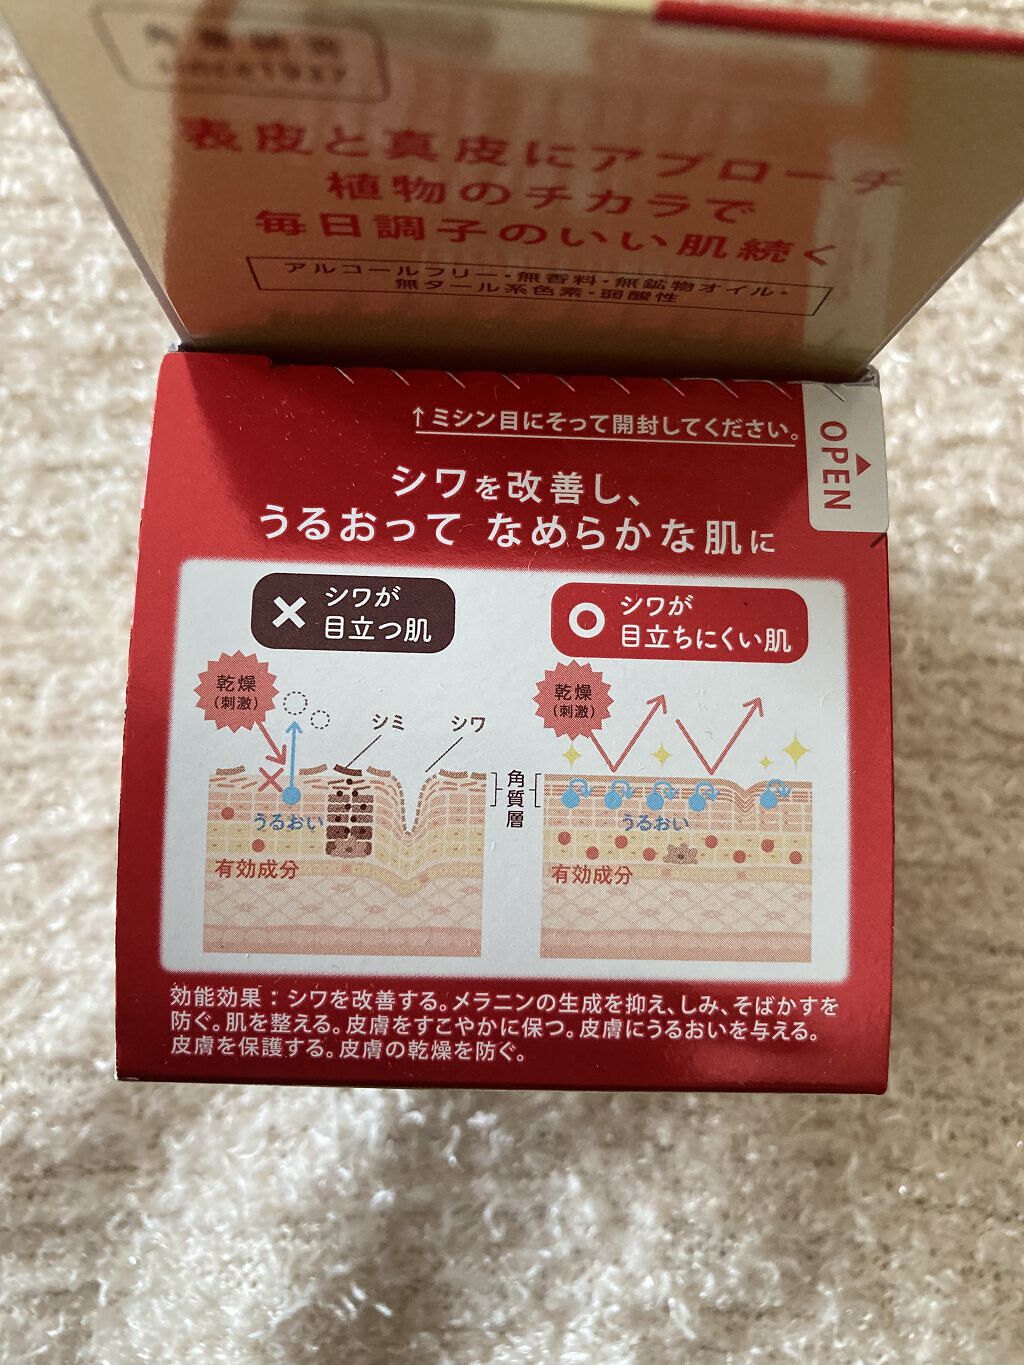 since 1937
表皮と真皮にアプローチ
植物のチカラで
毎日調子のいい肌続く
アルコールフリー・無香料・無鉱物オイル・
無タール系色素・弱酸性
↑ミシン目にそって開封してください。
OPEN
シワを改善し、
うるおって なめらかな肌に
シワが
目立つ肌
シワが
目立ちにくい肌
乾燥
(刺激)
シミ
シワ
うるおい
有効成分
角質層
乾燥
(刺激)
うるおい
有効成分
効能効果：シワを改善する。メラニンの生成を抑え、しみ、そばかすを
防ぐ。肌を整える。皮膚をすこやかに保つ。皮膚にうるおいを与える。
皮膚を保護する。皮膚の乾燥を防ぐ。